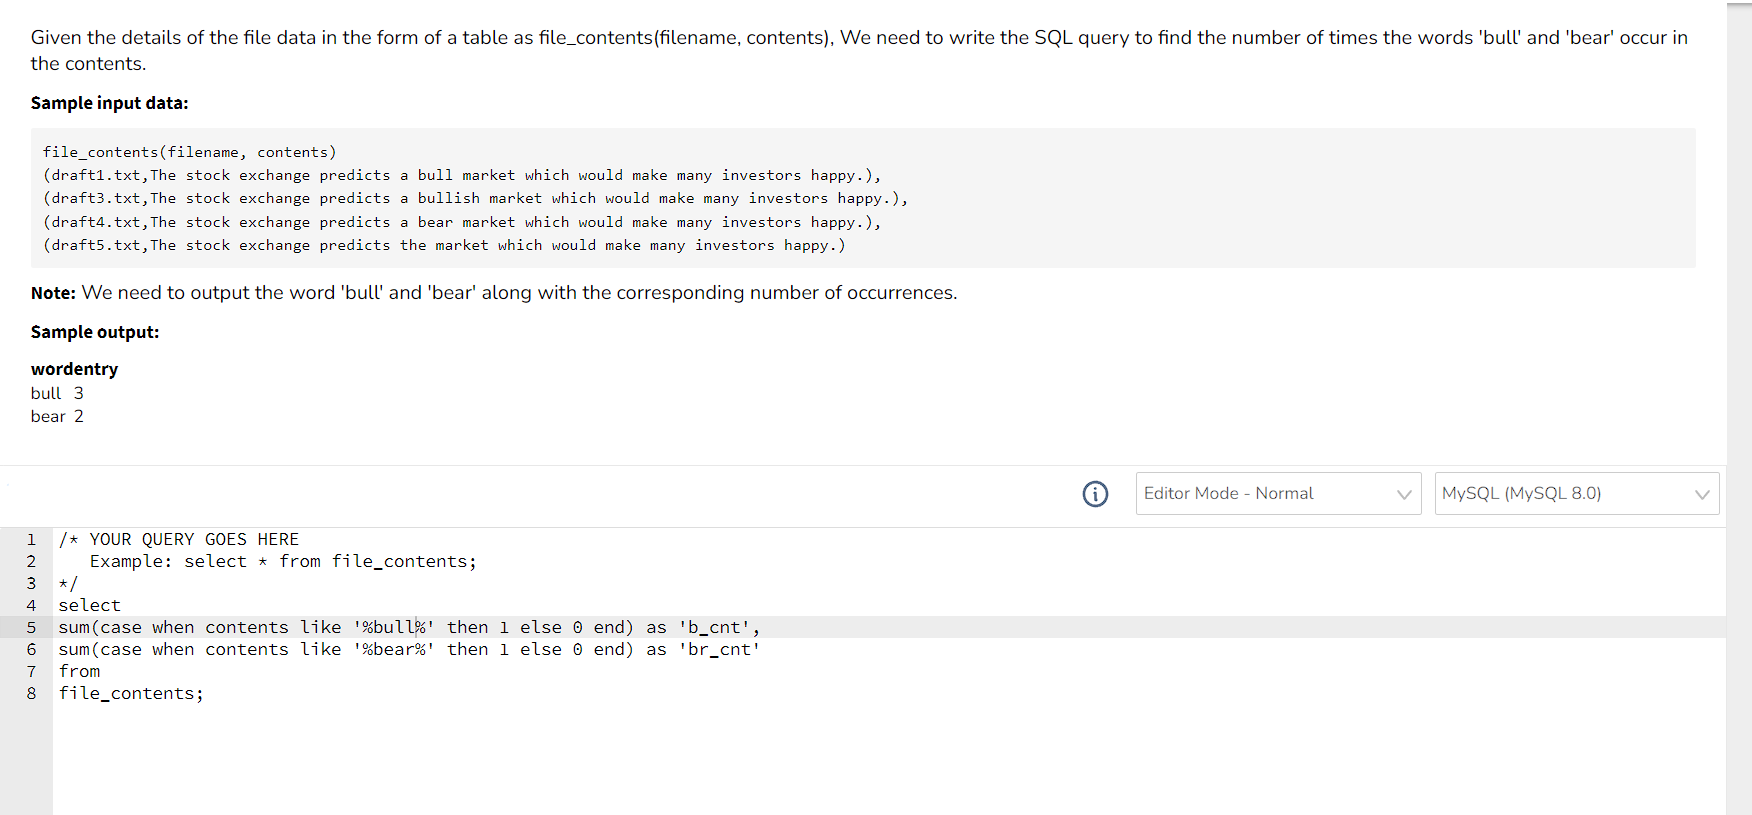 Given the details of the file data in the form of a table as file_contents(filename, contents), We need to write the SQL query to find the number of times the words 'bull' and 'bear' occur in
the contents.
Sample input data:
file_contents(filename, contents)
(draft1.txt,The stock exchange predicts a bull market which would make many investors happy.),
(draft3.txt,The stock exchange predicts a bullish market which would make many investors happy.),
(draft4.txt,The stock exchange predicts a bear market which would make many investors happy.),
(draft5.txt,The stock exchange predicts the market which would make many investors happy.)
Note: We need to output the word 'bull' and 'bear' along with the corresponding number of occurrences.
Sample output:
wordentry
bull 3
bear 2
Editor Mode - Normal MySQL (MySQL 8.0)
1 /* YOUR QUERY GOES HERE
2 Example: select * from file_contents;
3 */
4 select
5 sum(case when contents like '%bull%' then 1 else 0 end) as 'b_cnt',
6 sum(case when contents like '%bear%' then 1 else 0 end) as 'br_cnt'
7 from
8 file_contents;